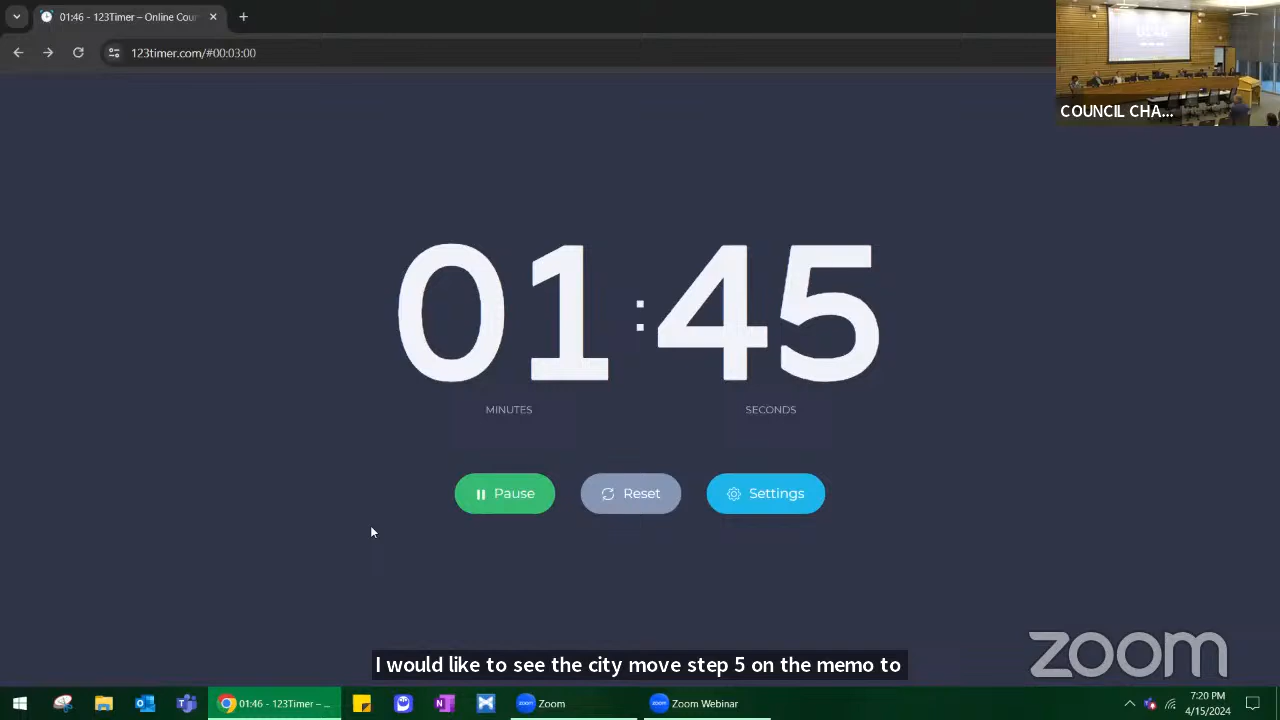 01:46 - 123Timer – Online Cou
123timer.com/#00:03:00
COUNCIL CHA...
01:45
MINUTES
SECONDS
Pause
Reset
Settings
I would like to see the city move step 5 on the memo to
zoom
01:46 - 123Timer – ...
Zoom
Zoom Webinar
7:20 PM
4/15/2024